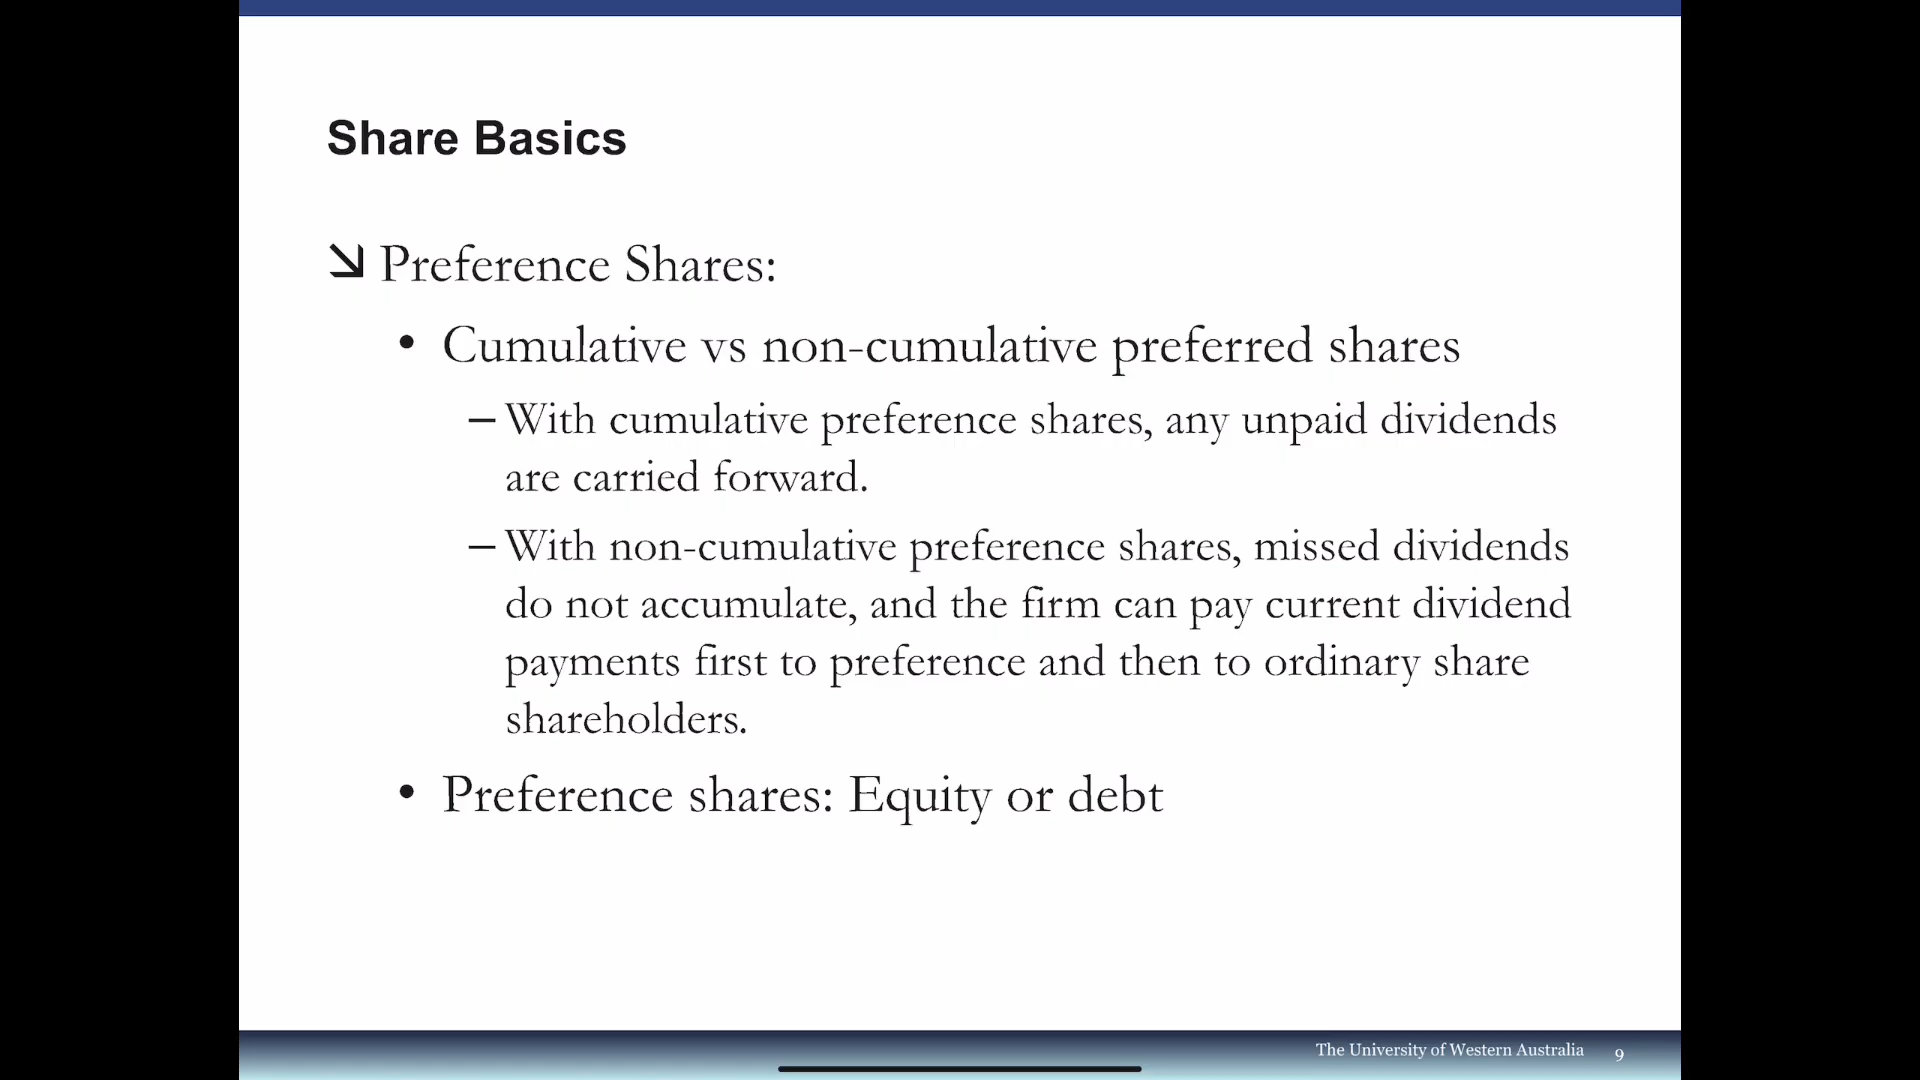 Share Basics
↘ Preference Shares:
• Cumulative vs non-cumulative preferred shares
– With cumulative preference shares, any unpaid dividends
are carried forward.
– With non-cumulative preference shares, missed dividends
do not accumulate, and the firm can pay current dividend
payments first to preference and then to ordinary share
shareholders.
• Preference shares: Equity or debt
The University of Western Australia 9